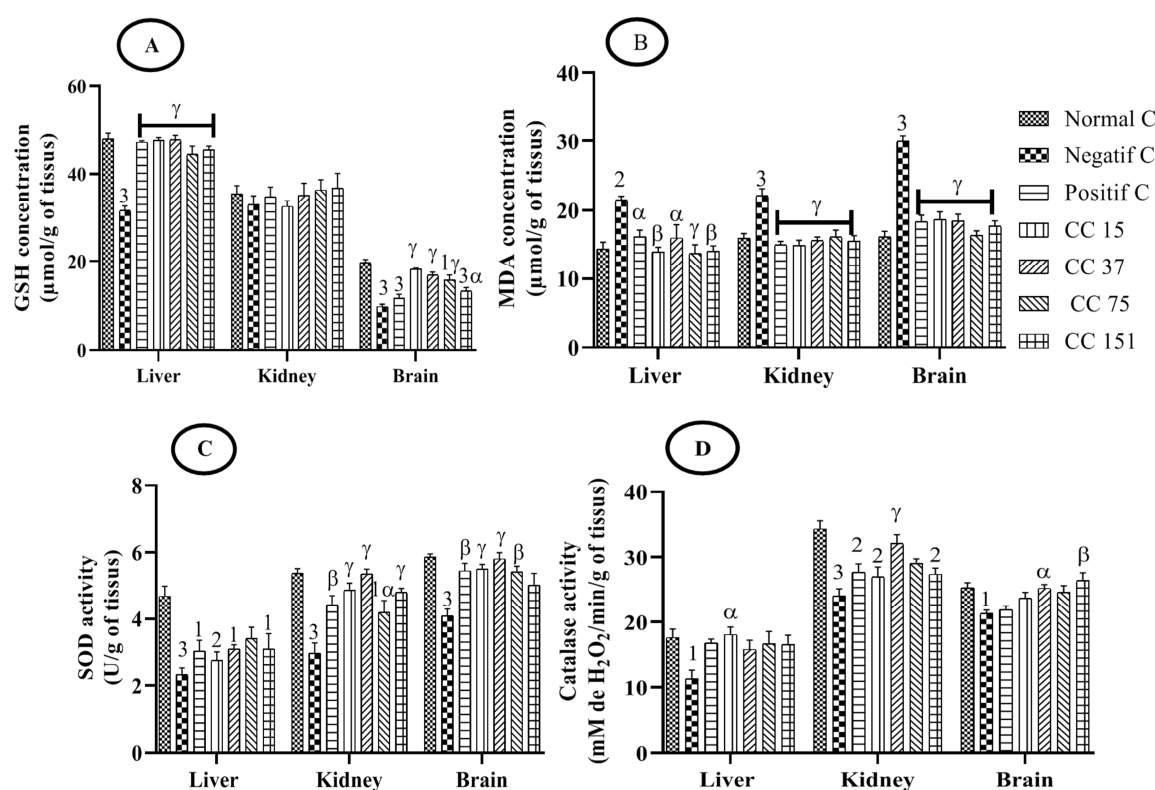 A
GSH concentration
(µmol/g of tissus)
60
40
20
0
γ
3
3
3
γ
γ
1γ
3α
Liver
Kidney
Brain
B
MDA concentration
(µmol/g of tissus)
40
30
20
10
0
2
α
β
α
γ
β
3
γ
3
γ
Liver
Kidney
Brain
Normal C
Negatif C
Positif C
CC 15
CC 37
CC 75
CC 151
C
SOD activity
(U/g of tissus)
8
6
4
2
0
3
1
2
1
1
3
β
γ
γ
1α
γ
3
β
γ
γ
β
Liver
Kidney
Brain
D
Catalase activity
(mM de H₂O₂/min/g of tissus)
40
30
20
10
0
1
α
3
2
2
γ
2
1
α
β
Liver
Kidney
Brain